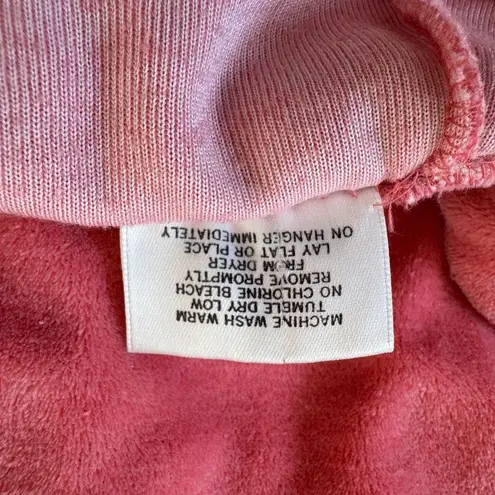 MACHINE WASH WARM
TUMBLE DRY LOW
NO CHLORINE BLEACH
REMOVE PROMPTLY
FROM DRYER
LAY FLAT OR PLACE
ON HANGER IMMEDIATELY